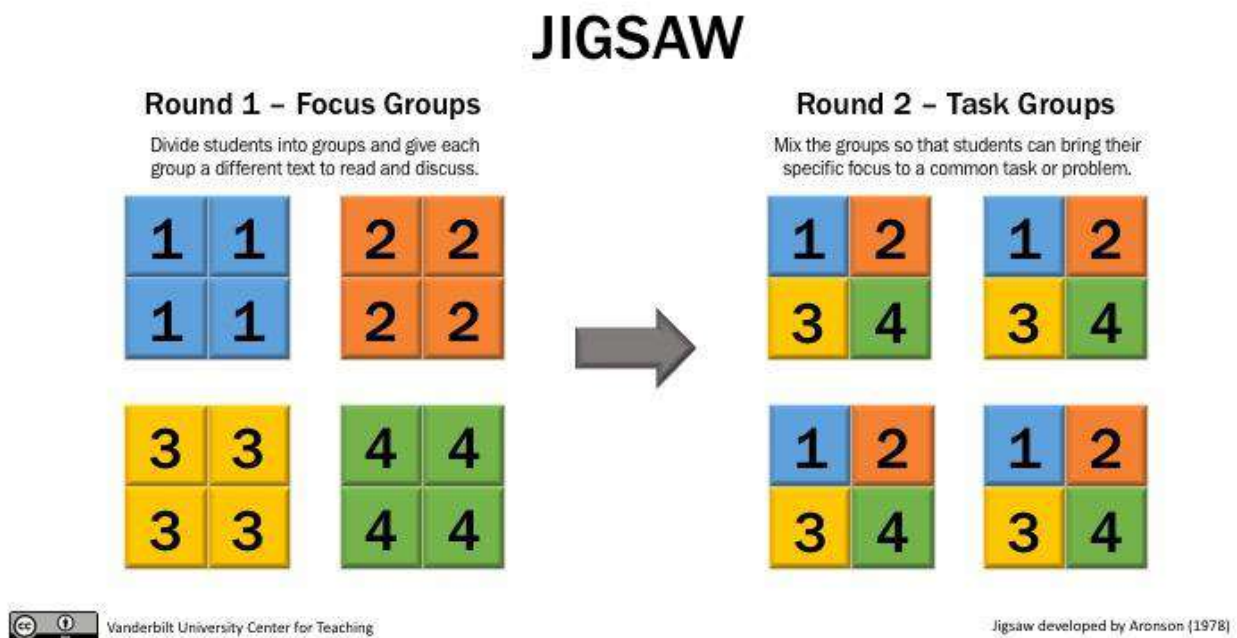 JIGSAW
Round 1 – Focus Groups
Divide students into groups and give each
group a different text to read and discuss.
1 1 2 2
1 1 2 2
3 3 4 4
3 3 4 4
Round 2 – Task Groups
Mix the groups so that students can bring their
specific focus to a common task or problem.
1 2 1 2
3 4 3 4
1 2 1 2
3 4 3 4
cc
Vanderbilt University Center for Teaching
Jigsaw developed by Aronson (1978)